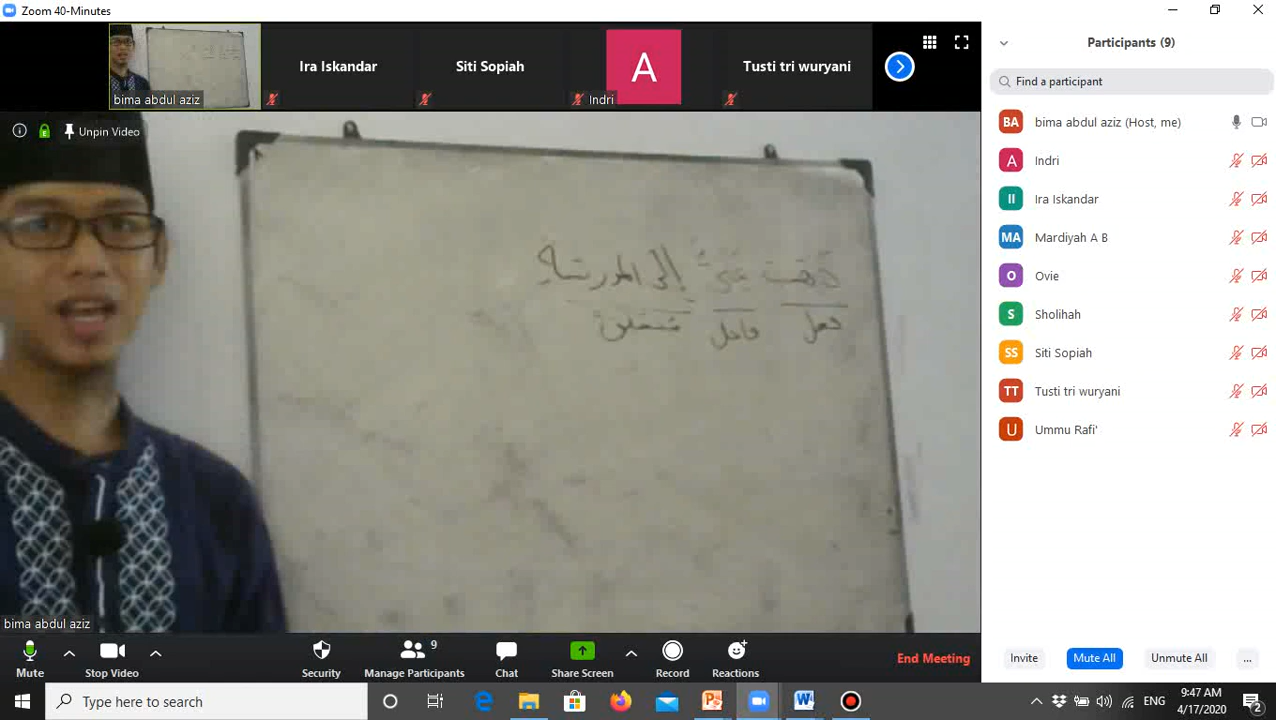 Zoom 40-Minutes
Ira Iskandar
Siti Sopiah
A
Tusti tri wuryani
bima abdul aziz
Indri
Unpin Video
إلى المدرسة
فعل فاعل
bima abdul aziz
Mute
Stop Video
Security
9
Manage Participants
Chat
Share Screen
Record
Reactions
End Meeting
Participants (9)
Find a participant
BA bima abdul aziz (Host, me)
A Indri
II Ira Iskandar
MA Mardiyah A B
O Ovie
S Sholihah
SS Siti Sopiah
TT Tusti tri wuryani
U Ummu Rafi'
Invite
Mute All
Unmute All
...
Type here to search
ENG
9:47 AM
4/17/2020
2